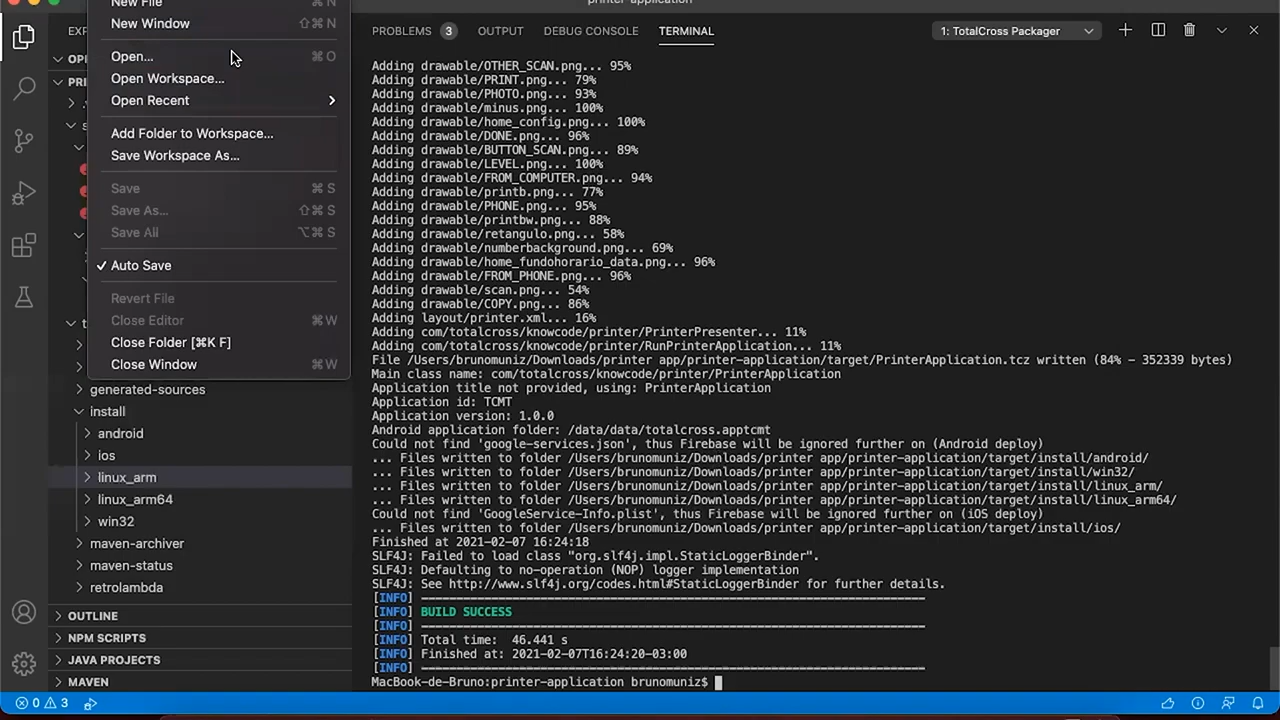 printer-application
New File ⌘ N
New Window ⇧⌘ N
Open... ⌘ O
Open Workspace...
Open Recent
Add Folder to Workspace...
Save Workspace As...
Save ⌘ S
Save As... ⇧⌘ S
Save All ⌥⌘ S
✓ Auto Save
Revert File
Close Editor ⌘ W
Close Folder [⌘K F]
Close Window ⌘ W
EXP
OP
PRI
generated-sources
install
android
ios
linux_arm
linux_arm64
win32
maven-archiver
maven-status
retrolambda
OUTLINE
NPM SCRIPTS
JAVA PROJECTS
MAVEN
PROBLEMS 3 OUTPUT DEBUG CONSOLE TERMINAL 1: TotalCross Packager
Adding drawable/OTHER_SCAN.png... 95%
Adding drawable/PRINT.png... 79%
Adding drawable/PHOTO.png... 93%
Adding drawable/minus.png... 100%
Adding drawable/home_config.png... 100%
Adding drawable/DONE.png... 96%
Adding drawable/BUTTON_SCAN.png... 89%
Adding drawable/LEVEL.png... 100%
Adding drawable/FROM_COMPUTER.png... 94%
Adding drawable/printb.png... 77%
Adding drawable/PHONE.png... 95%
Adding drawable/printbw.png... 88%
Adding drawable/retangulo.png... 58%
Adding drawable/numberbackground.png... 69%
Adding drawable/home_fundohorario_data.png... 96%
Adding drawable/FROM_PHONE.png... 96%
Adding drawable/scan.png... 54%
Adding drawable/COPY.png... 86%
Adding layout/printer.xml... 16%
Adding com/totalcross/knowcode/printer/PrinterPresenter... 11%
Adding com/totalcross/knowcode/printer/RunPrinterApplication... 11%
File /Users/brunomuniz/Downloads/printer app/printer-application/target/PrinterApplication.tcz written (84% - 352339 bytes)
Main class name: com/totalcross/knowcode/printer/PrinterApplication
Application title not provided, using: PrinterApplication
Application id: TCMT
Application version: 1.0.0
Android application folder: /data/data/totalcross.apptcmt
Could not find 'google-services.json', thus Firebase will be ignored further on (Android deploy)
... Files written to folder /Users/brunomuniz/Downloads/printer app/printer-application/target/install/android/
... Files written to folder /Users/brunomuniz/Downloads/printer app/printer-application/target/install/win32/
... Files written to folder /Users/brunomuniz/Downloads/printer app/printer-application/target/install/linux_arm/
... Files written to folder /Users/brunomuniz/Downloads/printer app/printer-application/target/install/linux_arm64/
Could not find 'GoogleService-Info.plist', thus Firebase will be ignored further on (iOS deploy)
... Files written to folder /Users/brunomuniz/Downloads/printer app/printer-application/target/install/ios/
Finished at 2021-02-07 16:24:18
SLF4J: Failed to load class "org.slf4j.impl.StaticLoggerBinder".
SLF4J: Defaulting to no-operation (NOP) logger implementation
SLF4J: See http://www.slf4j.org/codes.html#StaticLoggerBinder for further details.
[INFO] ------------------------------------------------------------------------
[INFO] BUILD SUCCESS
[INFO] ------------------------------------------------------------------------
[INFO] Total time:  46.441 s
[INFO] Finished at: 2021-02-07T16:24:20-03:00
[INFO] ------------------------------------------------------------------------
MacBook-de-Bruno:printer-application brunomuniz$
0 3